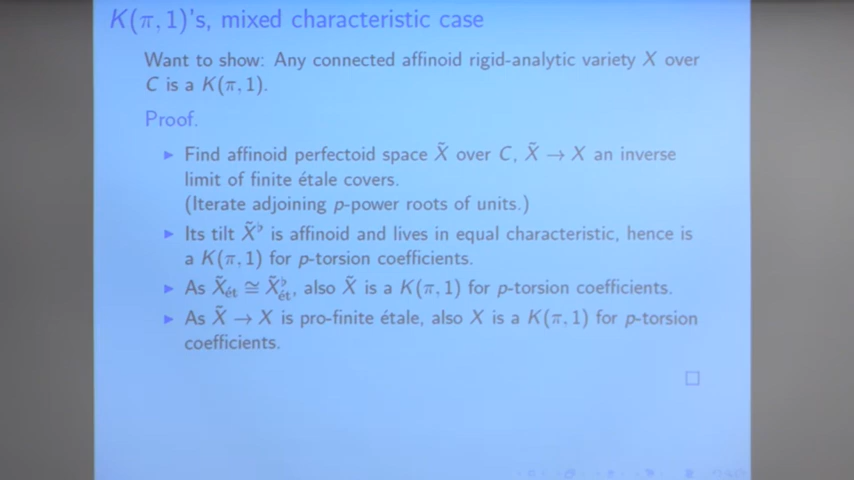 K(π, 1)'s, mixed characteristic case
Want to show: Any connected affinoid rigid-analytic variety X over
C is a K(π, 1).
Proof.
▶ Find affinoid perfectoid space X̃ over C, X̃ → X an inverse
limit of finite étale covers.
(Iterate adjoining p-power roots of units.)
▶ Its tilt X̃♭ is affinoid and lives in equal characteristic, hence is
a K(π, 1) for p-torsion coefficients.
▶ As X̃ét ≅ X̃♭ét, also X̃ is a K(π, 1) for p-torsion coefficients.
▶ As X̃ → X is pro-finite étale, also X is a K(π, 1) for p-torsion
coefficients.
□